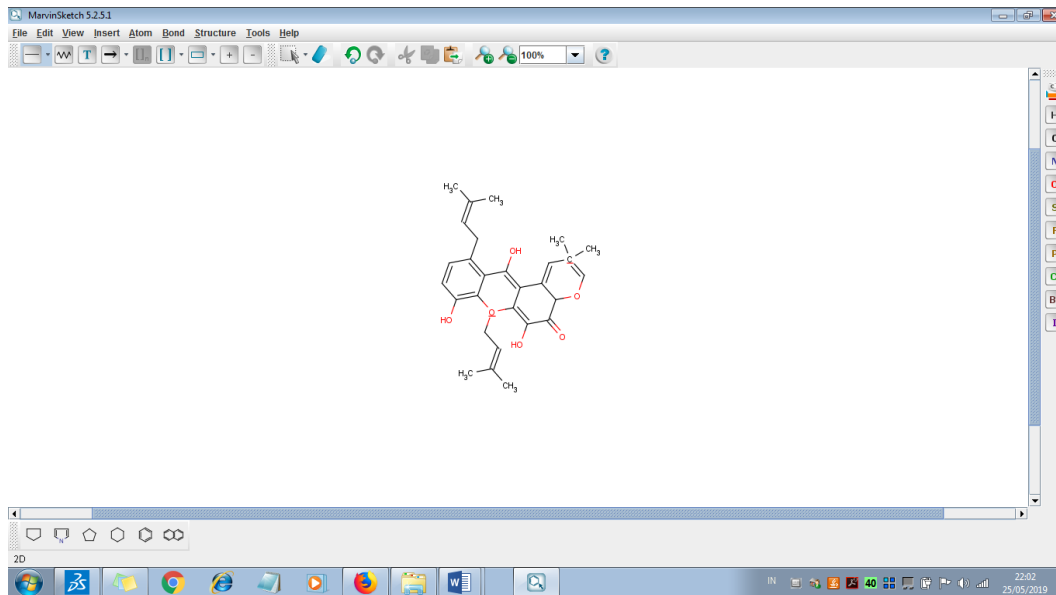 MarvinSketch 5.2.5.1
File Edit View Insert Atom Bond Structure Tools Help
T
100%
H₃C
CH₃
OH
H₃C
CH₃
C
O
HO
O
HO
O
H₃C
CH₃
H
N
N
2D
IN
40
22:02
25/05/2019